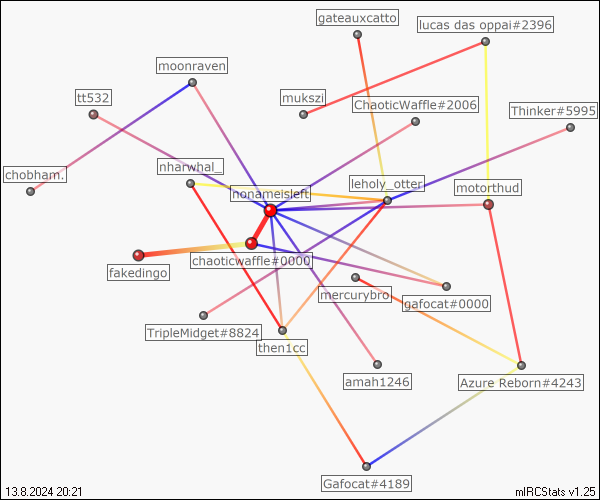 gateauxcatto
lucas das oppai#2396
moonraven
tt532
mukszi
ChaoticWaffle#2006
Thinker#5995
chobham.
nharwhal_
nonameisleft
leholy_otter
motorthud
chaoticwaffle#0000
fakedingo
mercurybro
gafocat#0000
TripleMidget#8824
then1cc
amah1246
Azure Reborn#4243
Gafocat#4189
13.8.2024 20:21
mIRCStats v1.25